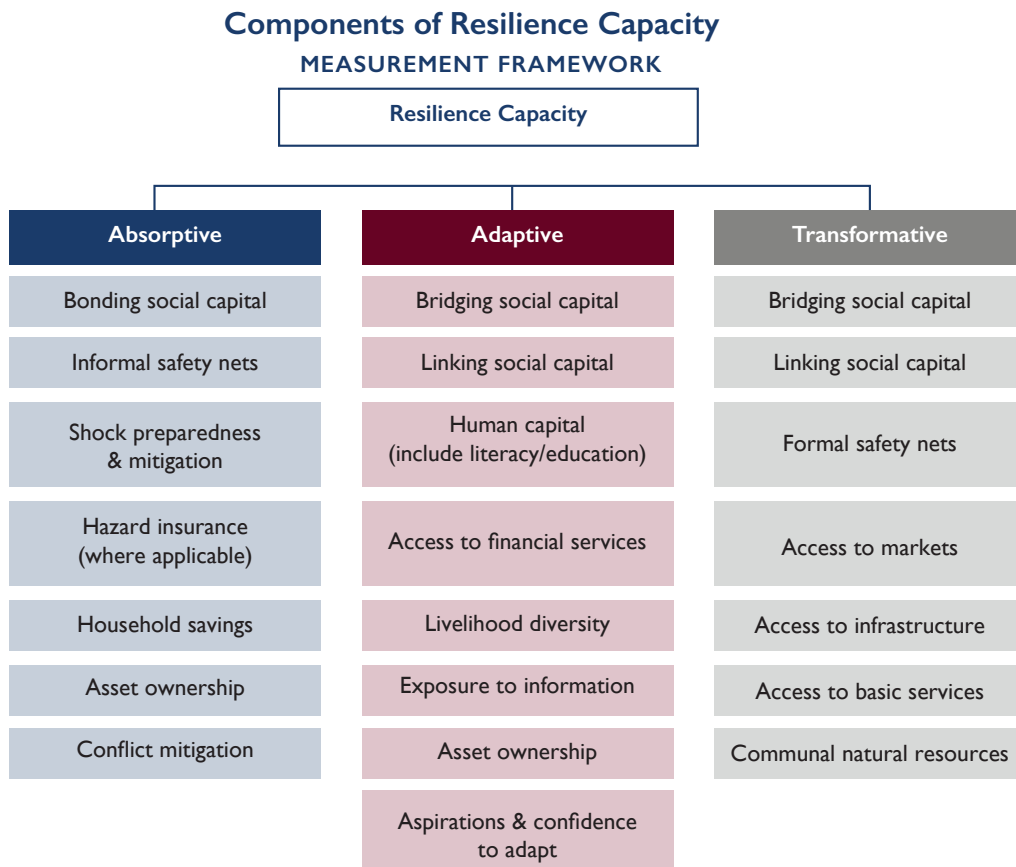 Components of Resilience Capacity
MEASUREMENT FRAMEWORK
Resilience Capacity
Absorptive
Bonding social capital
Informal safety nets
Shock preparedness
& mitigation
Hazard insurance
(where applicable)
Household savings
Asset ownership
Conflict mitigation
Adaptive
Bridging social capital
Linking social capital
Human capital
(include literacy/education)
Access to financial services
Livelihood diversity
Exposure to information
Asset ownership
Aspirations & confidence
to adapt
Transformative
Bridging social capital
Linking social capital
Formal safety nets
Access to markets
Access to infrastructure
Access to basic services
Communal natural resources